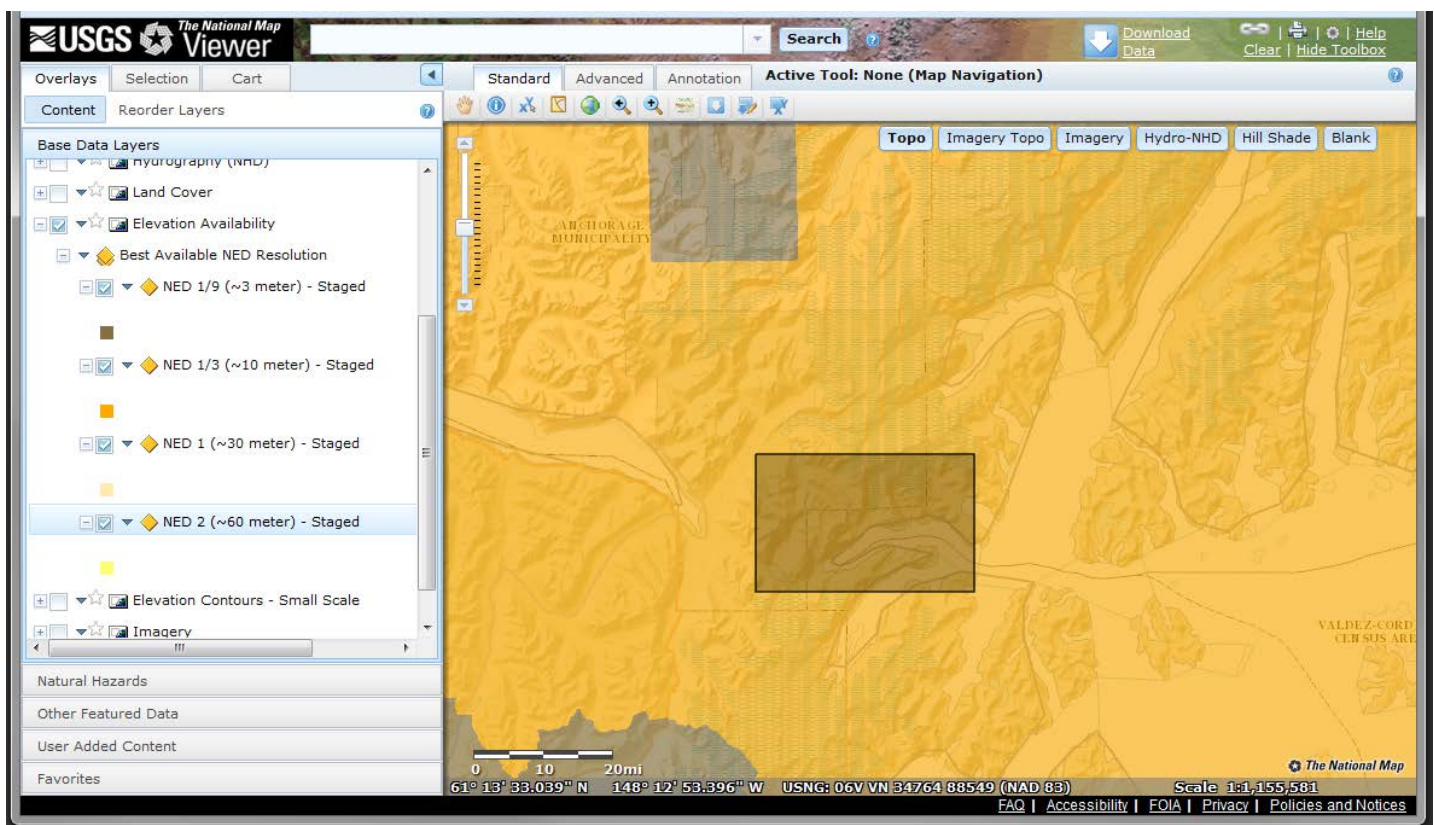 USGS The National Map Viewer
Search
Download Data
Help
Clear | Hide Toolbox
Overlays Selection Cart
Standard Advanced Annotation Active Tool: None (Map Navigation)
Content Reorder Layers
Base Data Layers
Topo Imagery Topo Imagery Hydro-NHD Hill Shade Blank
Hydrography (NHD)
Land Cover
Elevation Availability
Best Available NED Resolution
NED 1/9 (~3 meter) - Staged
NED 1/3 (~10 meter) - Staged
NED 1 (~30 meter) - Staged
NED 2 (~60 meter) - Staged
Elevation Contours - Small Scale
Imagery
Natural Hazards
Other Featured Data
User Added Content
Favorites
ANCHORAGE
MUNICIPALITY
VALDEZ-CORD
CENSUS ARE
0 10 20mi
The National Map
61° 13' 33.039" N 148° 12' 53.396" W USNG: 06V VN 34764 88549 (NAD 83) Scale 1:1,155,581
FAQ | Accessibility | FOIA | Privacy | Policies and Notices